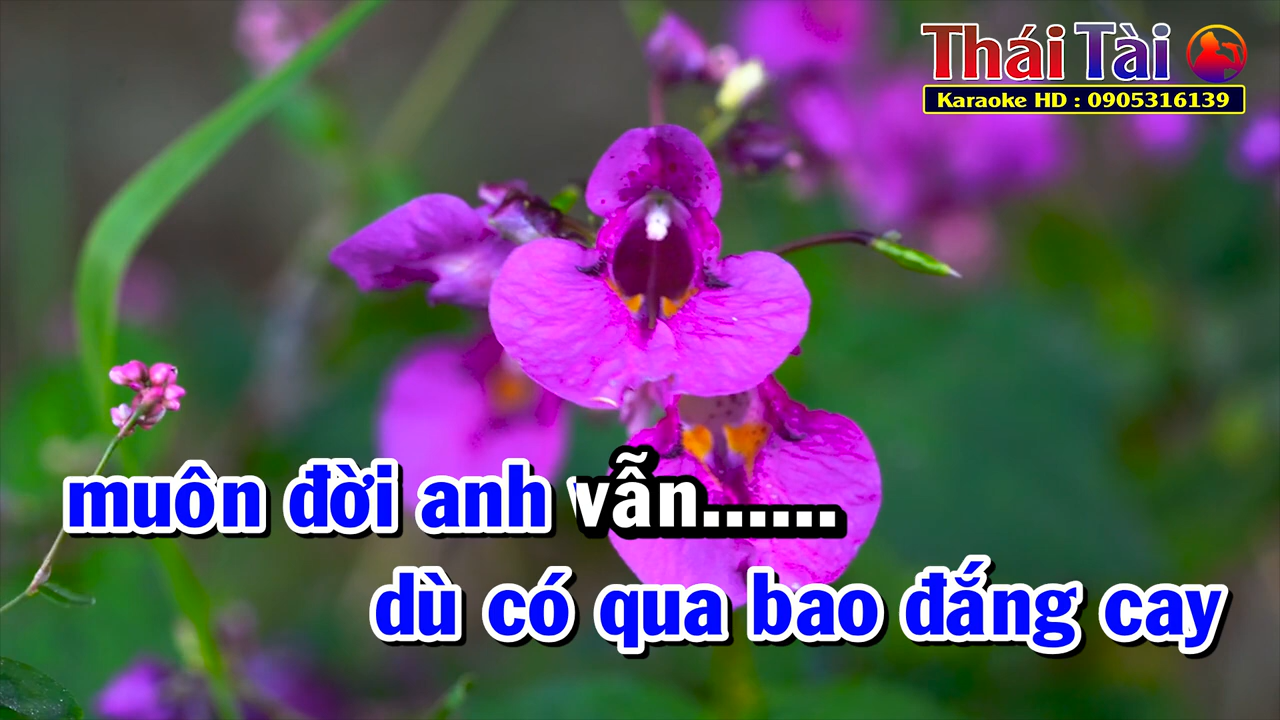 Thái Tài
Karaoke HD : 0905316139
muôn đời anh vẫn......
dù có qua bao đắng cay